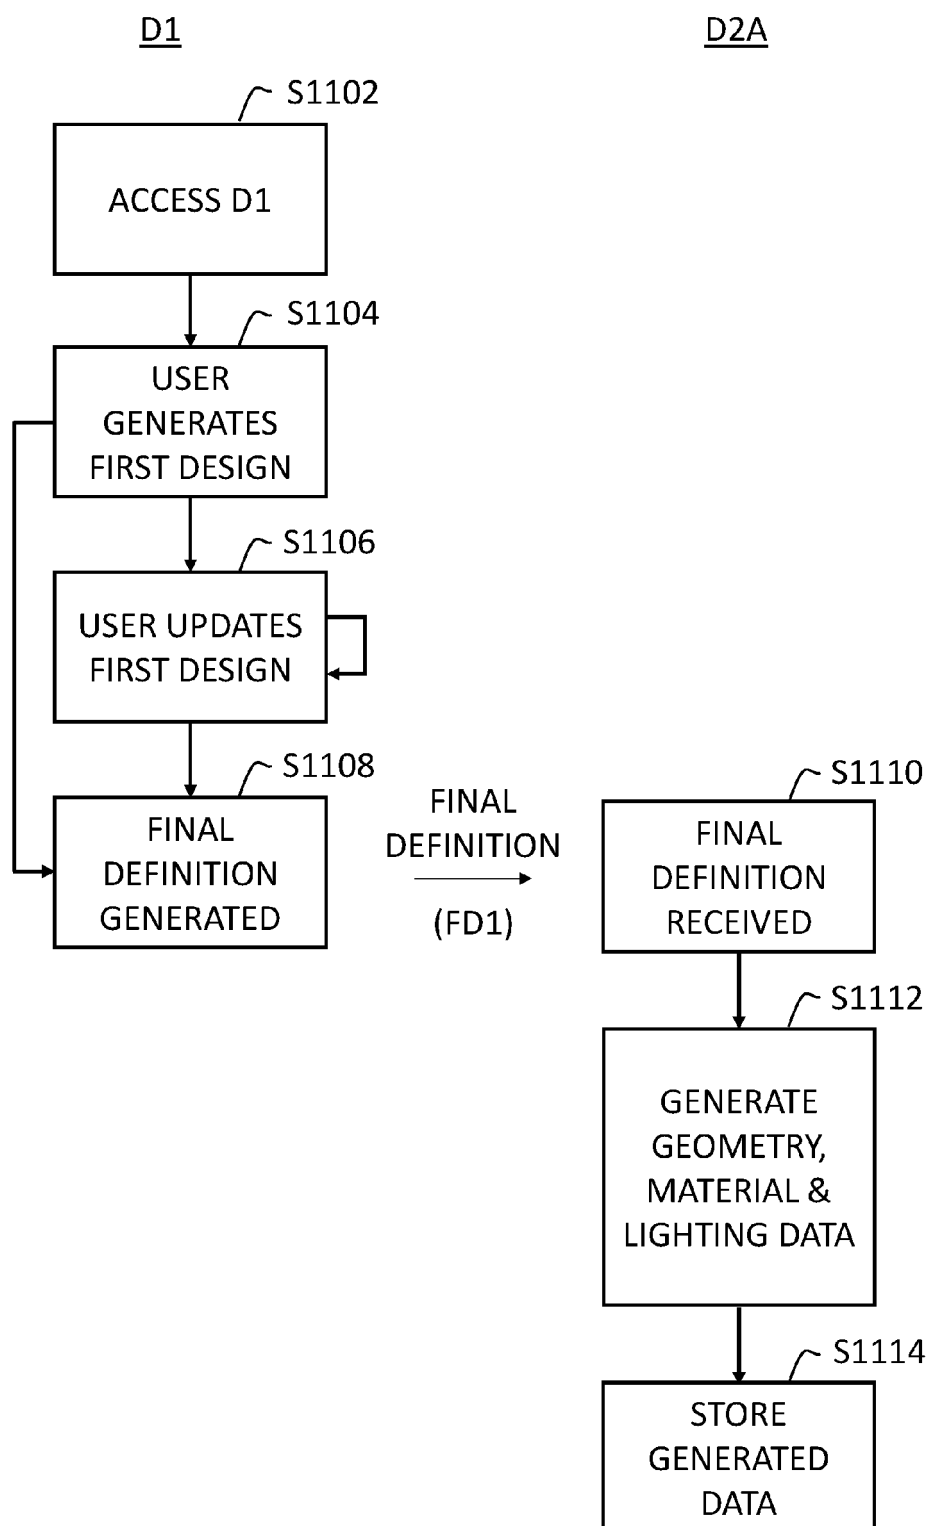 D1
D2A
S1102
ACCESS D1
S1104
USER
GENERATES
FIRST DESIGN
S1106
USER UPDATES
FIRST DESIGN
S1108
FINAL
DEFINITION
GENERATED
FINAL
DEFINITION
(FD1)
S1110
FINAL
DEFINITION
RECEIVED
S1112
GENERATE
GEOMETRY,
MATERIAL &
LIGHTING DATA
S1114
STORE
GENERATED
DATA